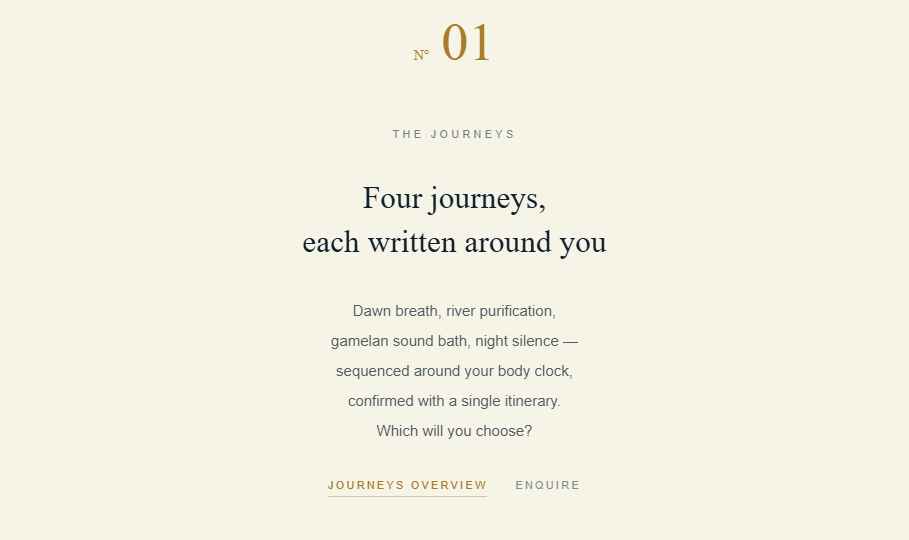 N° 01
THE JOURNEYS
Four journeys,
each written around you
Dawn breath, river purification,
gamelan sound bath, night silence —
sequenced around your body clock,
confirmed with a single itinerary.
Which will you choose?
JOURNEYS OVERVIEW ENQUIRE